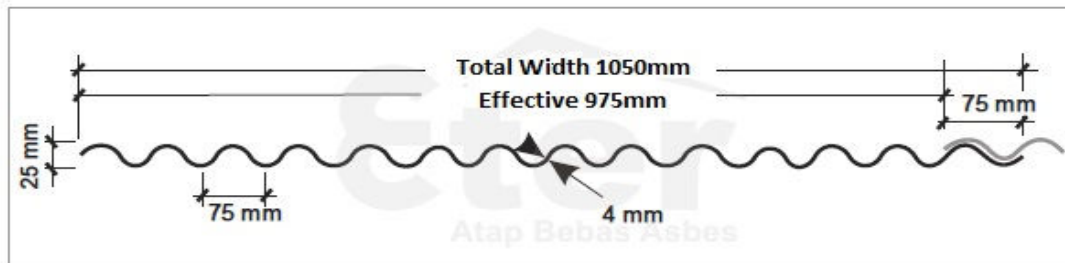 Total Width 1050mm
Effective 975mm
75 mm
25 mm
75 mm
4 mm
Eter
Atap Bebas Asbes